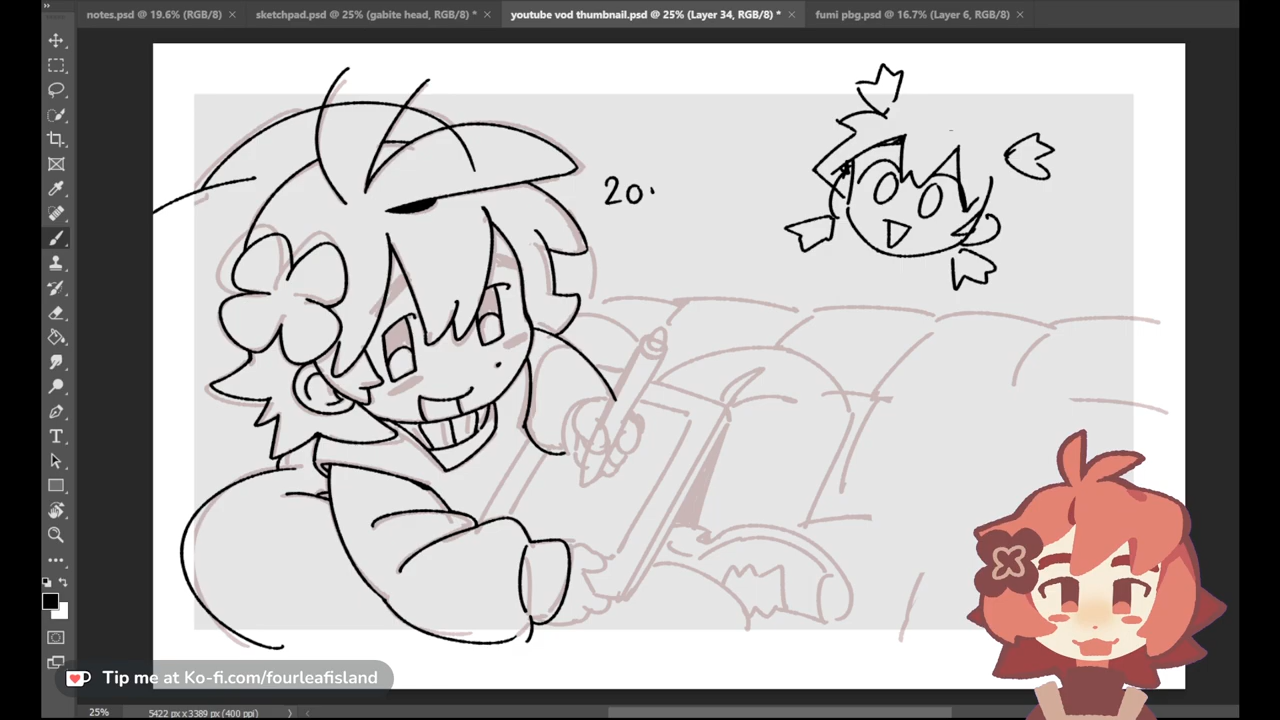 notes.psd @ 19.6% (RGB/8)
sketchpad.psd @ 25% (gabite head, RGB/8) *
youtube vod thumbnail.psd @ 25% (Layer 34, RGB/8) *
fumi pbg.psd @ 16.7% (Layer 6, RGB/8)
20.
Tip me at Ko-fi.com/fourleafisland
25%
5422 px x 3389 px (400 ppi)